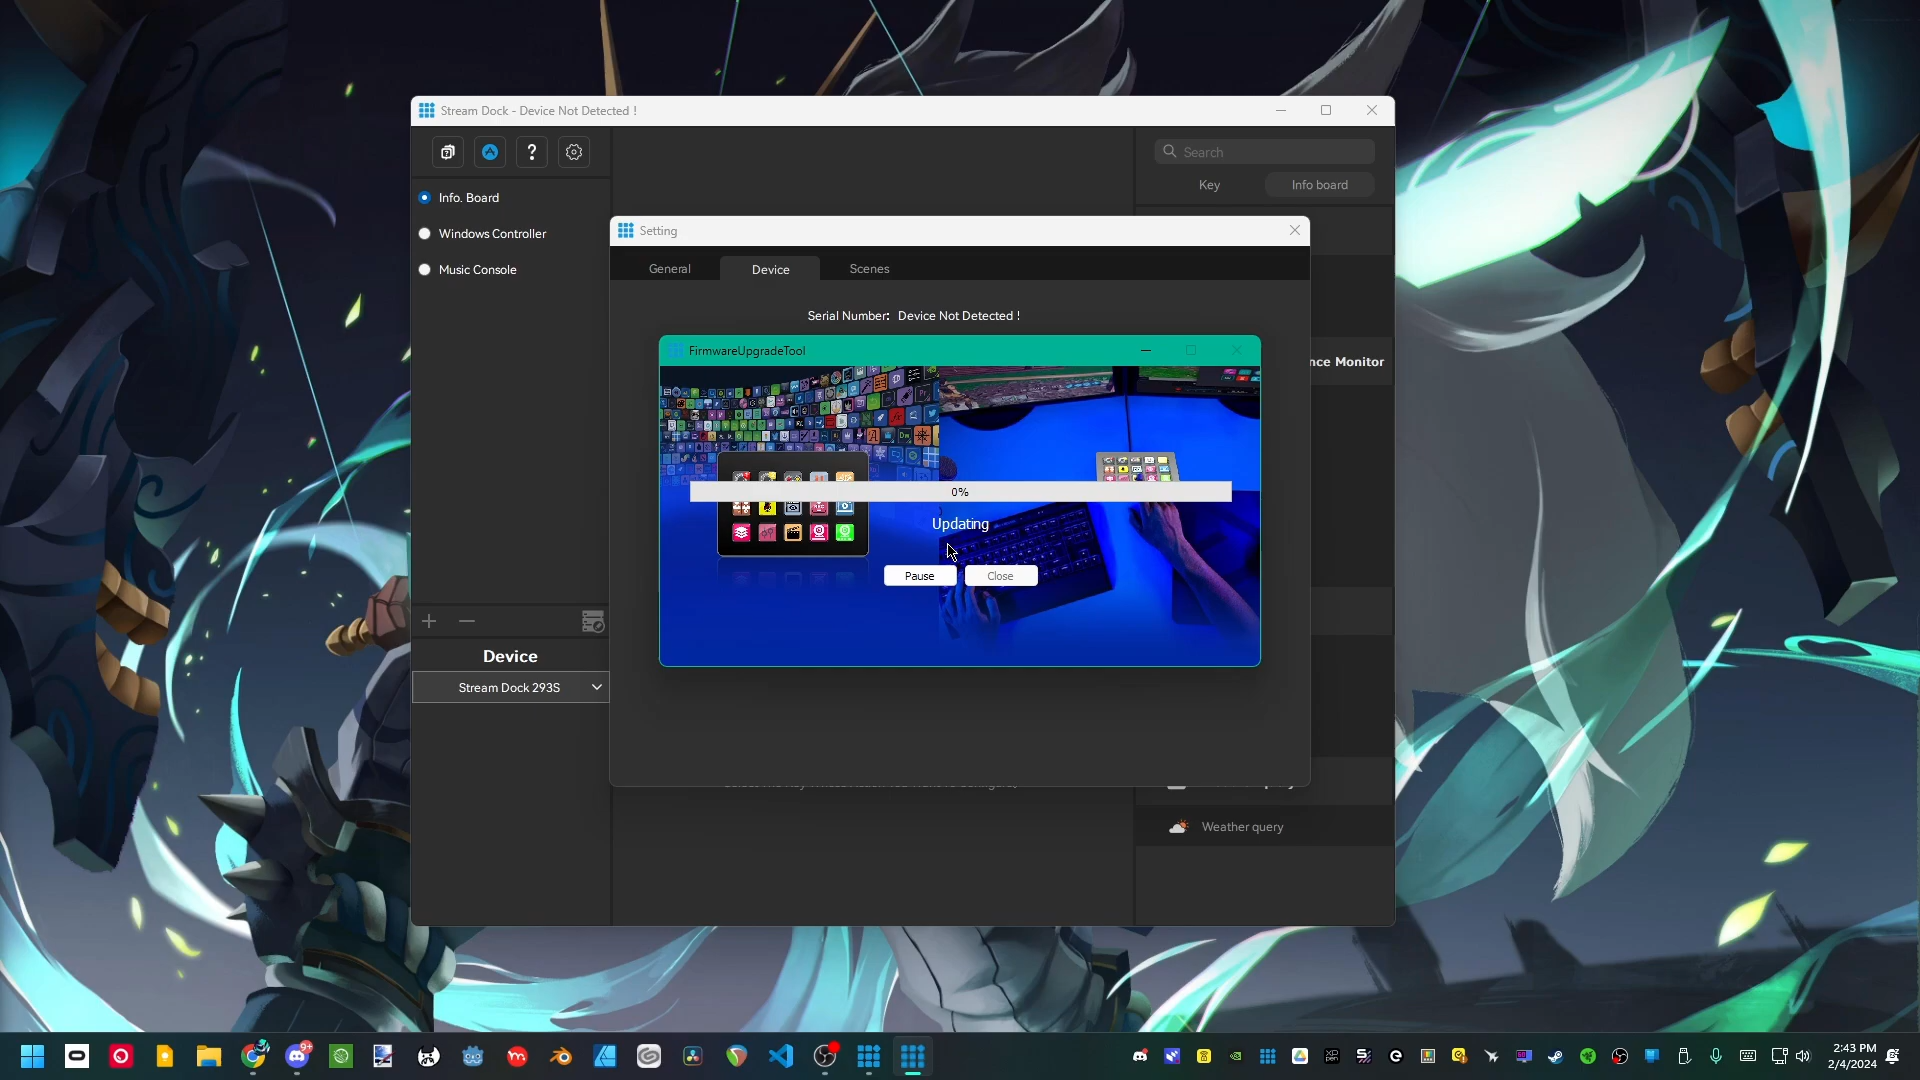 Stream Dock - Device Not Detected !
Search
Key
Info board
Info. Board
Windows Controller
Music Console
Setting
General
Device
Scenes
Serial Number: Device Not Detected !
FirmwareUpgradeTool
nce Monitor
0%
Updating
Pause
Close
Device
Stream Dock 293S
Weather query
9+
2:43 PM
2/4/2024